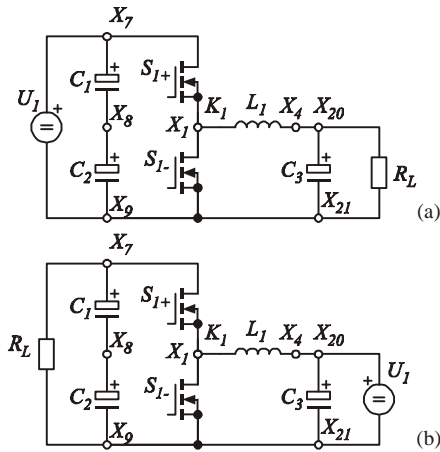 X7
C1 + S1+
U1 + K1 L1 X4 X20
= X8 X1
+ S1- +
C2 C3 RL
X9 X21 (a)
X7
C1 + S1+
K1 L1 X4 X20
RL X8 X1 U1
+ S1- + +
C2 C3 =
X9 X21 (b)